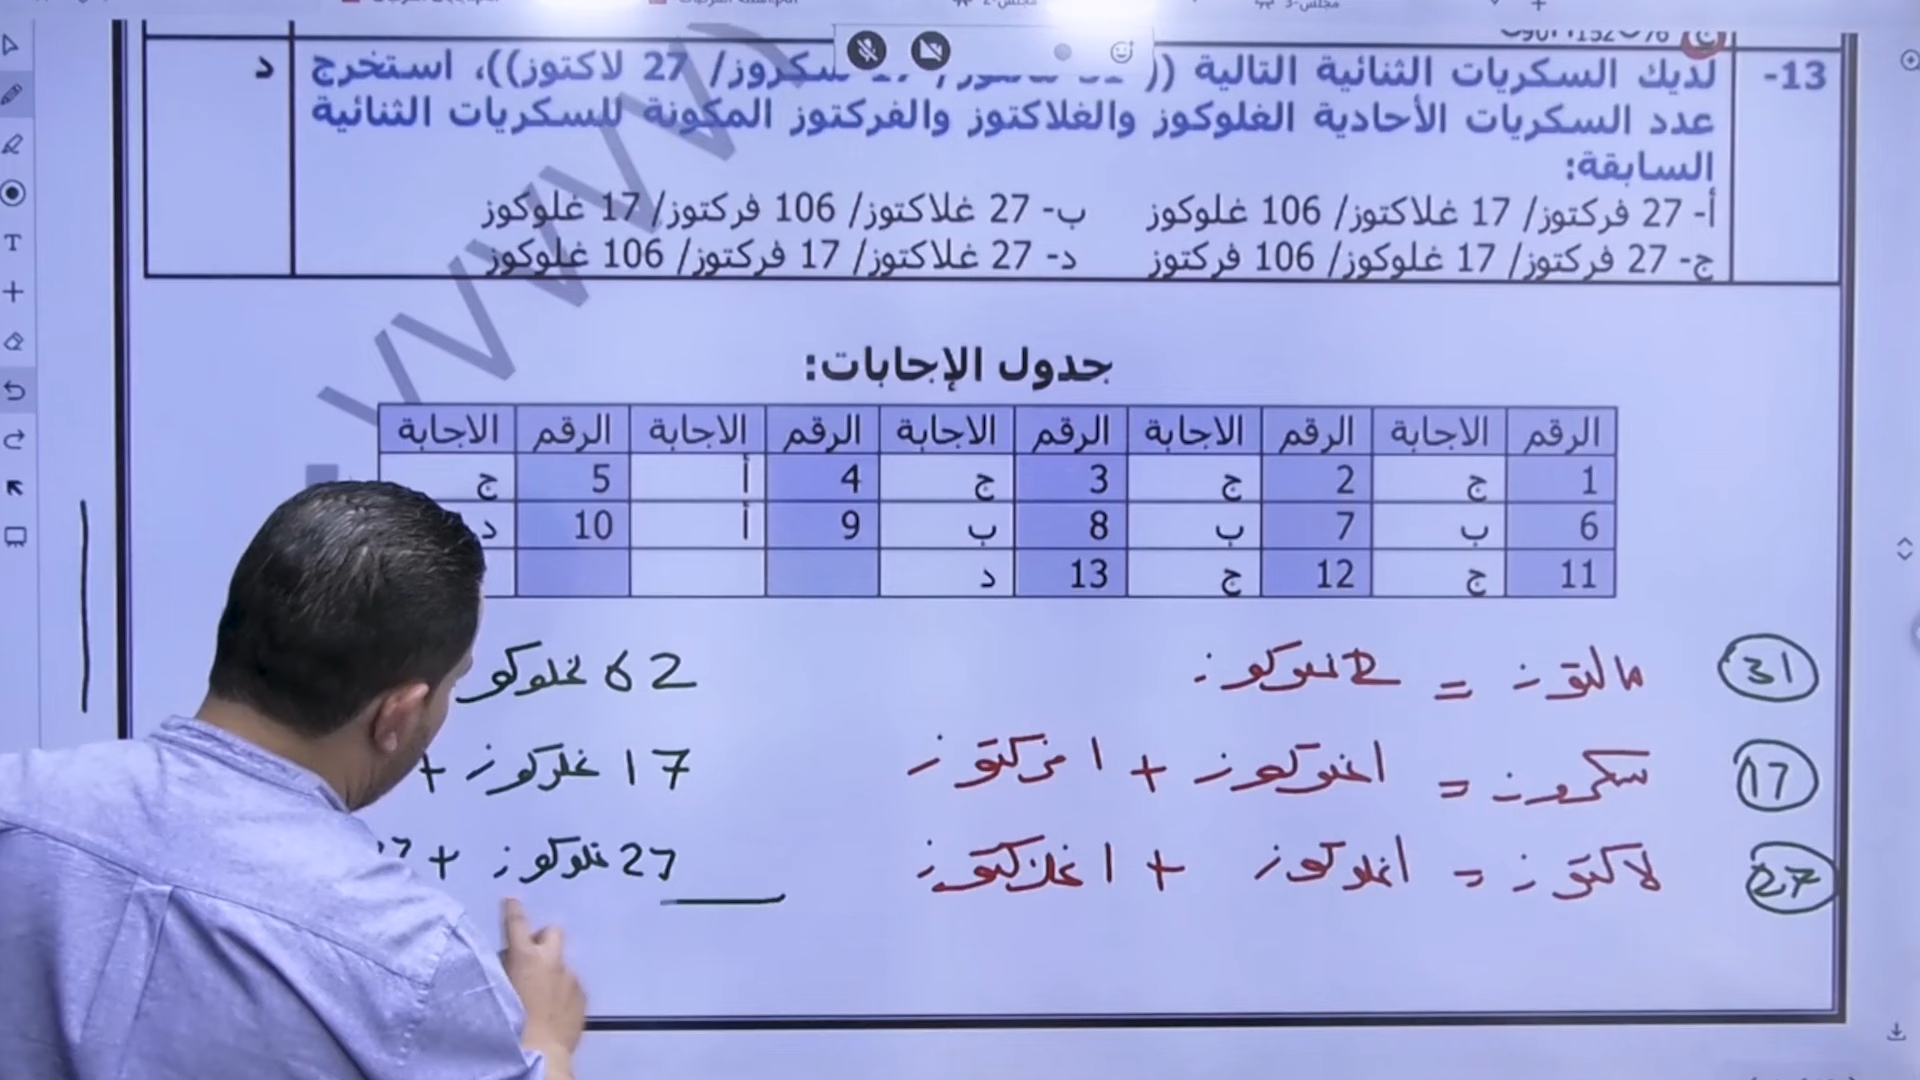 13- لديك السكريات الثنائية التالية (( سكروز/ 27 لاكتوز))، استخرج د
عدد السكريات الأحادية الغلوكوز والغلاكتوز والفركتوز المكونة للسكريات الثنائية
السابقة:
أ- 27 فركتوز/ 17 غلاكتوز/ 106 غلوكوز ب- 27 غلاكتوز/ 106 فركتوز/ 17 غلوكوز
ج- 27 فركتوز/ 17 غلوكوز/ 106 فركتوز د- 27 غلاكتوز/ 17 فركتوز/ 106 غلوكوز
جدول الإجابات:
الرقم الاجابة الرقم الاجابة الرقم الاجابة الرقم الاجابة الرقم الاجابة
1 ج 2 ج 3 ج 4 أ 5 ج
6 ب 7 ب 8 ب 9 أ 10 د
11 ج 12 ج 13 د
31 مالتوز = 2 غلوكوز 62 غلوكو
17 سكروز = 1 غلوكوز + 1 فركتوز 17 غلوكوز +
27 لاكتوز = 1 غلوكوز + 1 غلاكتوز 27 غلوكوز +